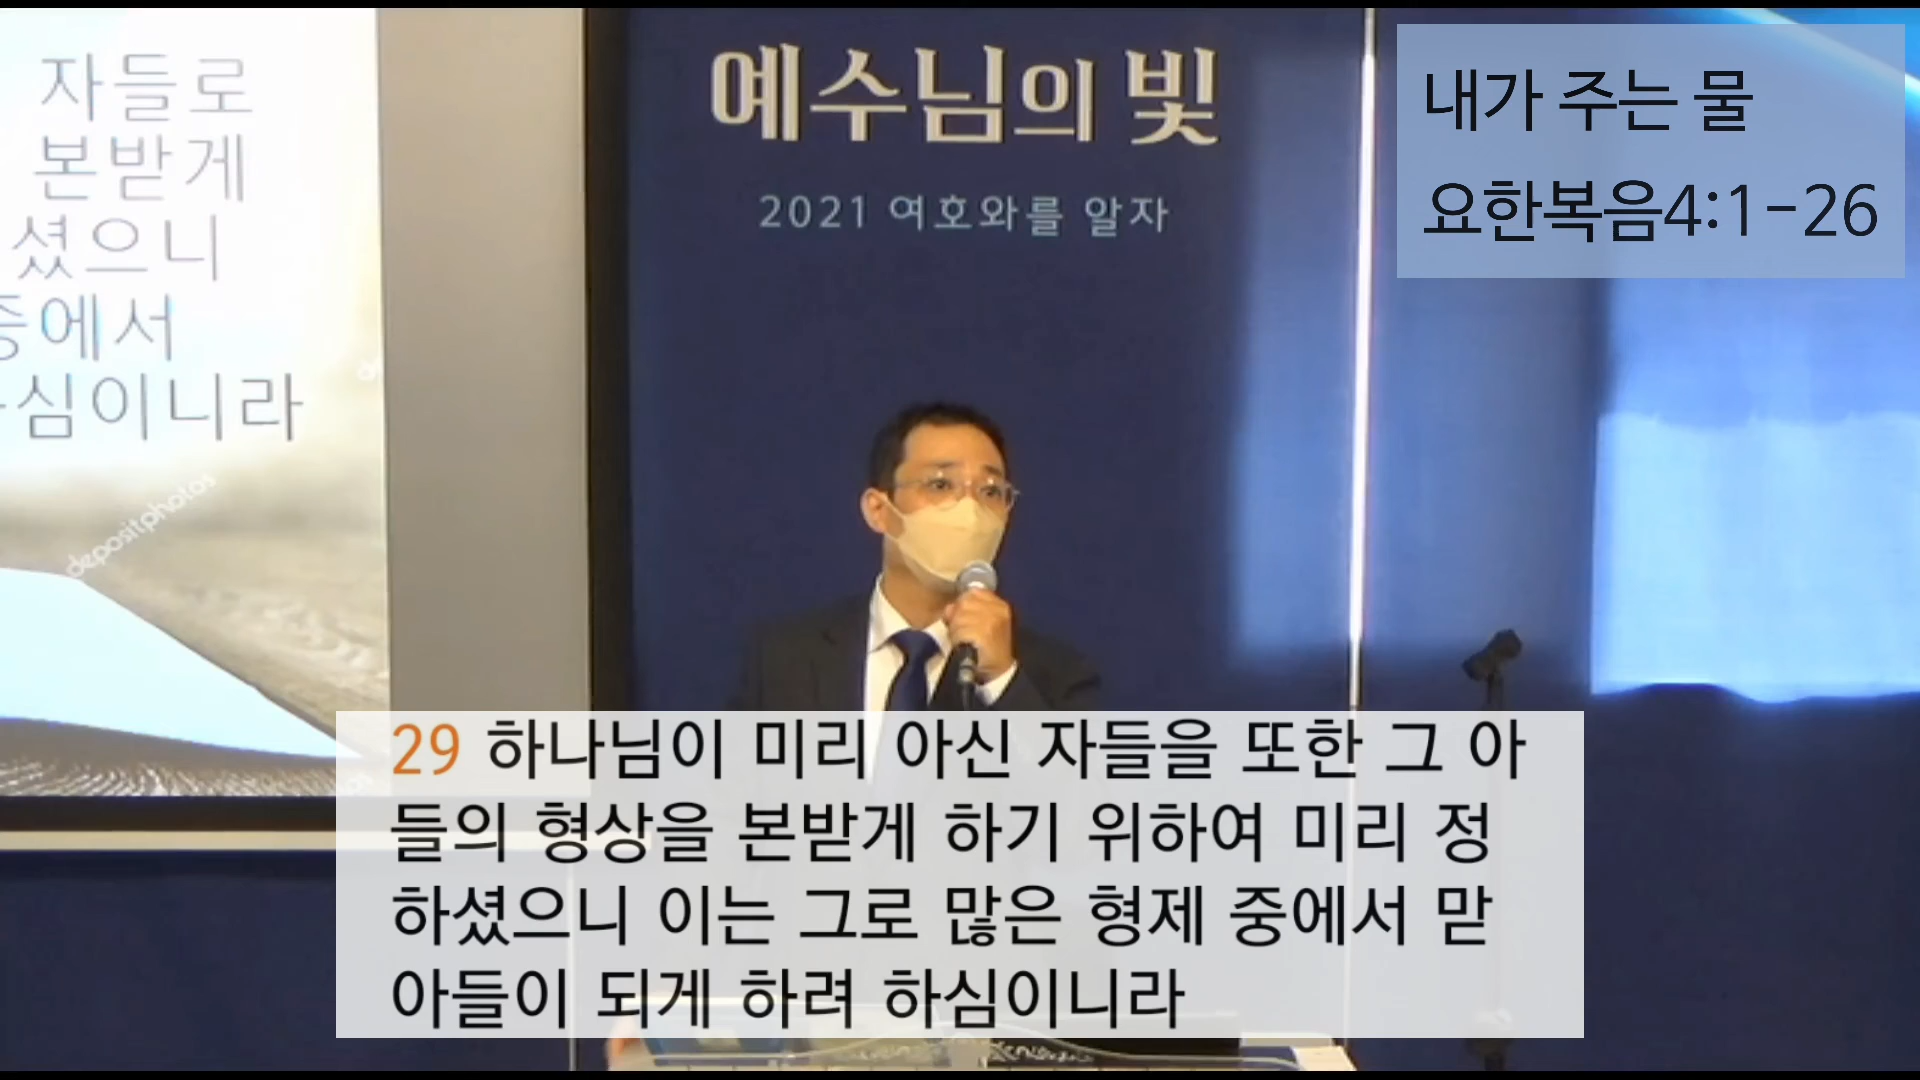 자들로
본받게
셨으니
중에서
심이니라
depositphotos
예수님의 빛
2021 여호와를 알자
내가 주는 물
요한복음4:1-26
29 하나님이 미리 아신 자들을 또한 그 아
들의 형상을 본받게 하기 위하여 미리 정
하셨으니 이는 그로 많은 형제 중에서 맏
아들이 되게 하려 하심이니라